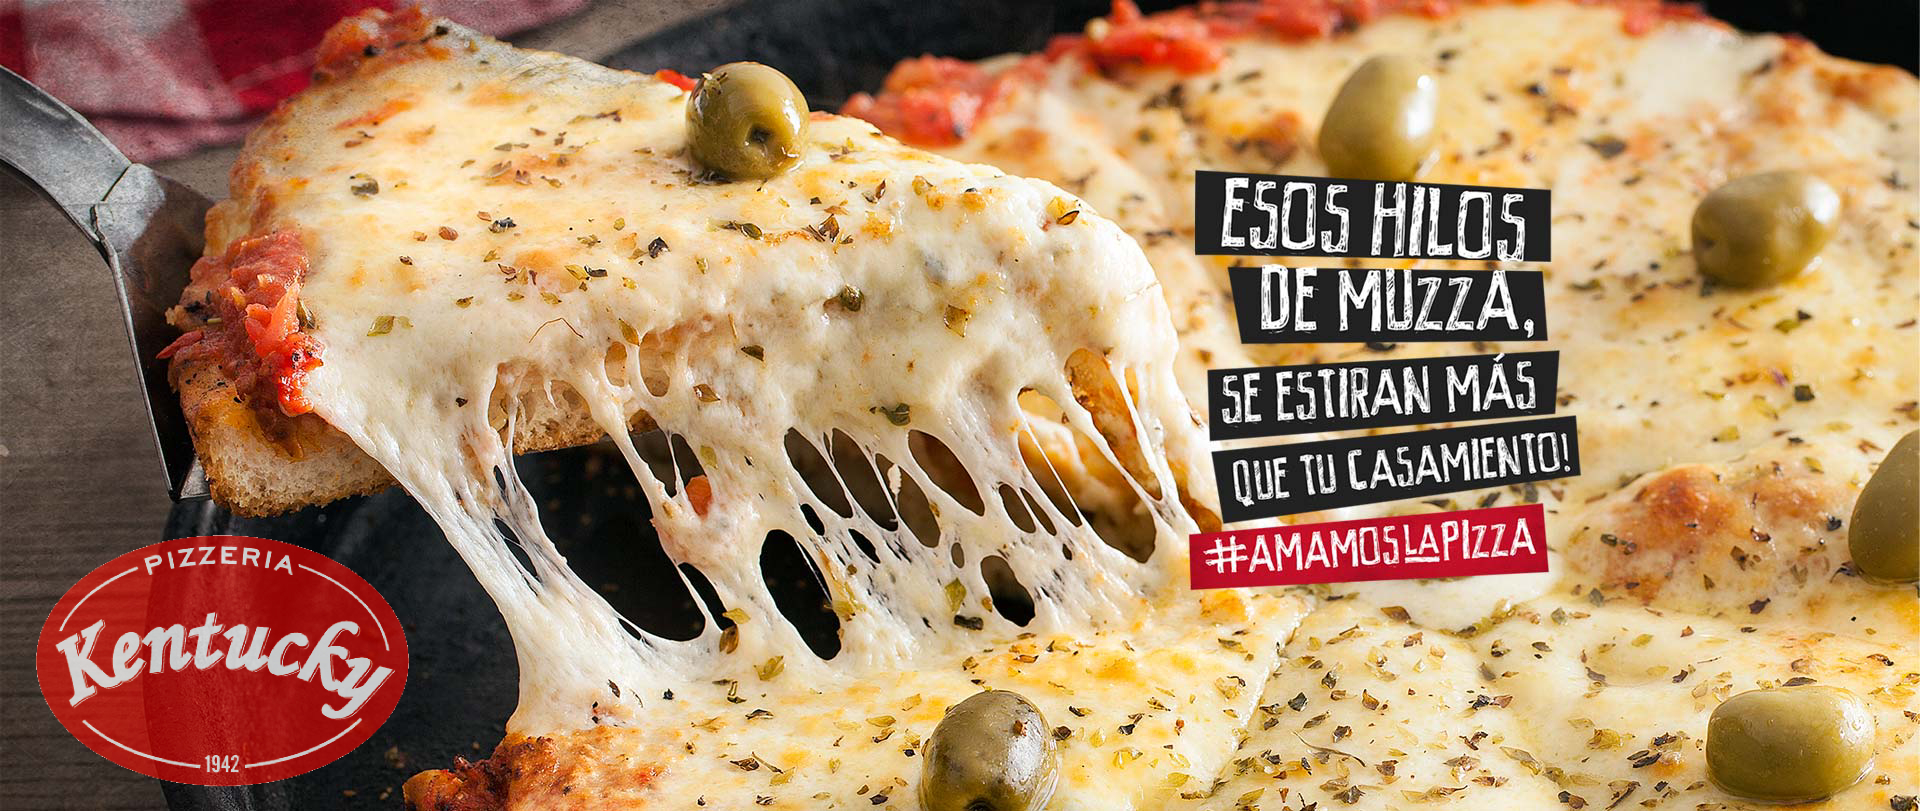 ESOS HILOS
DE MUZZA,
SE ESTIRAN MÁS
QUE TU CASAMIENTO!
#AMAMOSLAPIZZA
PIZZERIA
Kentucky
1942